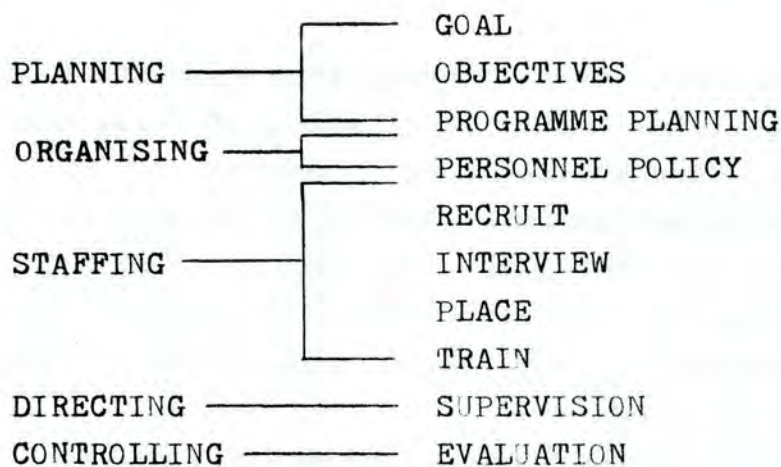 GOAL
PLANNING OBJECTIVES
PROGRAMME PLANNING
ORGANISING
PERSONNEL POLICY
RECRUIT
STAFFING INTERVIEW
PLACE
TRAIN
DIRECTING SUPERVISION
CONTROLLING EVALUATION